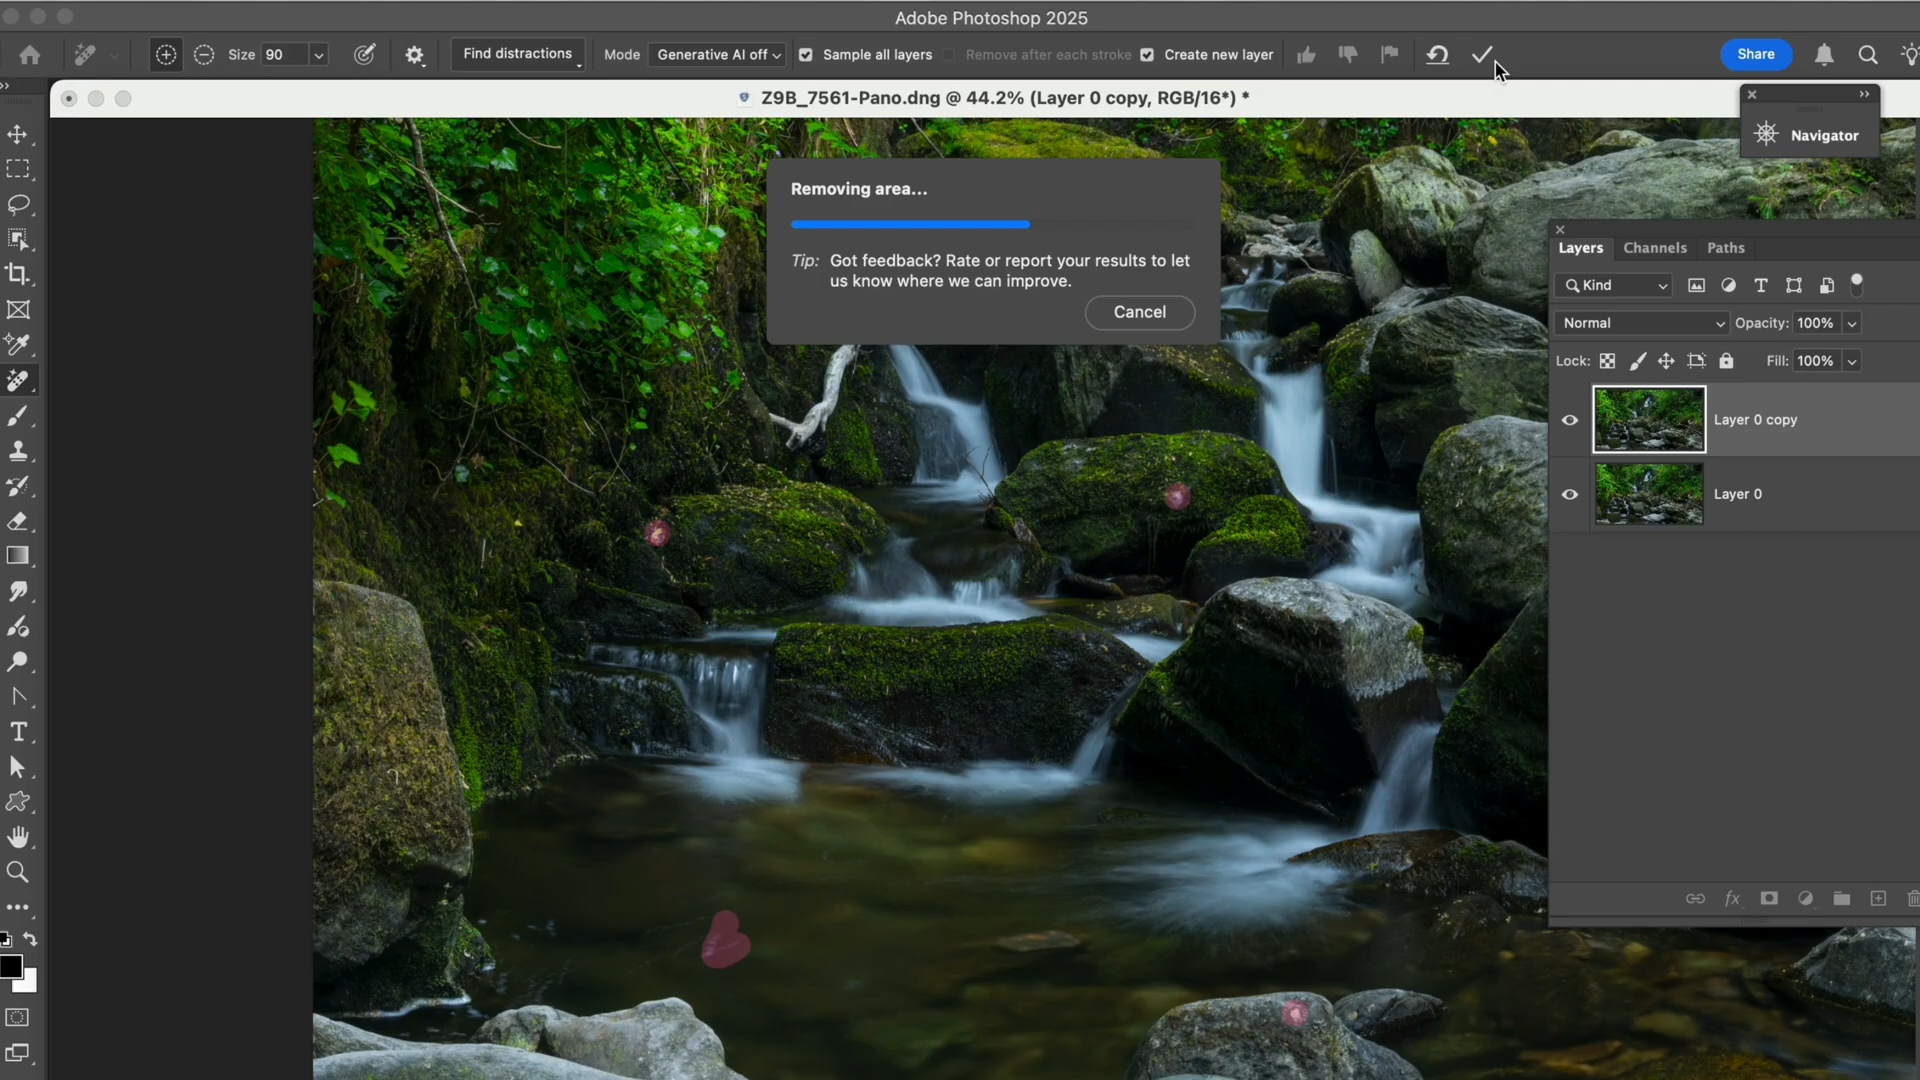 Adobe Photoshop 2025
Size 90 Find distractions Mode Generative AI off Sample all layers Remove after each stroke Create new layer Share
Z9B_7561-Pano.dng @ 44.2% (Layer 0 copy, RGB/16*) *
Navigator
Removing area...
Tip: Got feedback? Rate or report your results to let
us know where we can improve.
Cancel
Layers Channels Paths
Kind
Normal Opacity: 100%
Lock: Fill: 100%
Layer 0 copy
Layer 0
fx